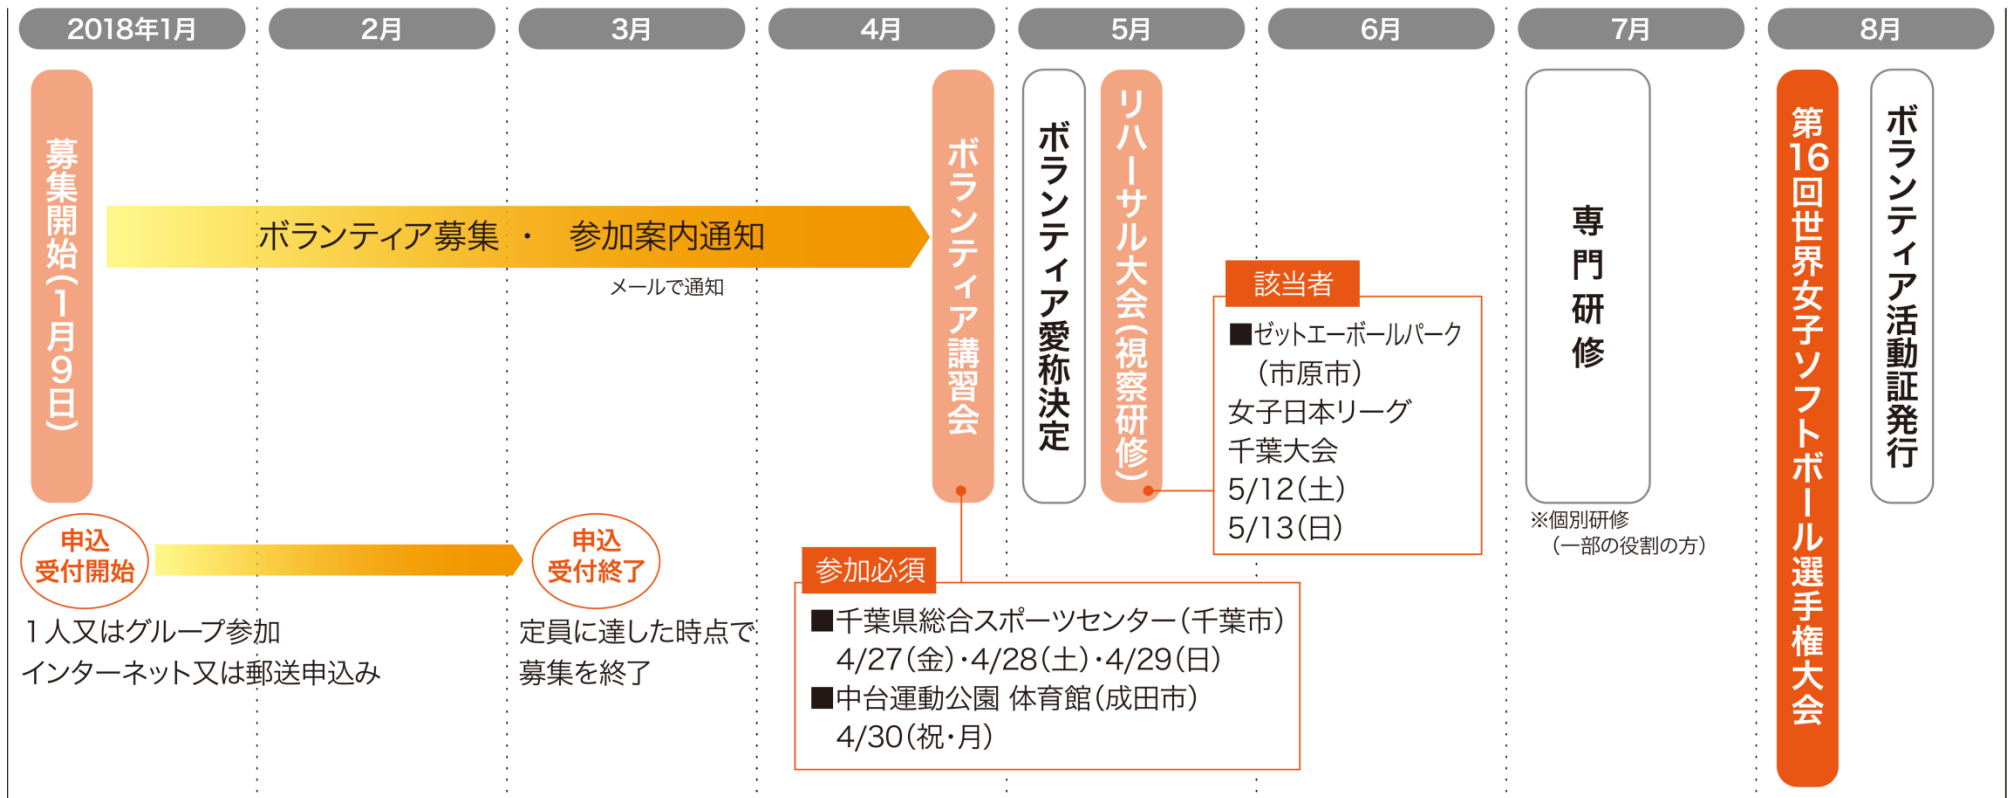 2018年1月
2月
3月
4月
5月
6月
7月
8月
募集開始(1月9日)
ボランティア募集 ・ 参加案内通知
メールで通知
ボランティア講習会
ボランティア愛称決定
リハーサル大会(視察研修)
該当者
■ゼットエーボールパーク
(市原市)
女子日本リーグ
千葉大会
5/12(土)
5/13(日)
専門研修
※個別研修
(一部の役割の方)
第16回世界女子ソフトボール選手権大会
ボランティア活動証発行
申込
受付開始
申込
受付終了
1人又はグループ参加
インターネット又は郵送申込み
定員に達した時点で
募集を終了
参加必須
■千葉県総合スポーツセンター(千葉市)
4/27(金)・4/28(土)・4/29(日)
■中台運動公園 体育館(成田市)
4/30(祝・月)